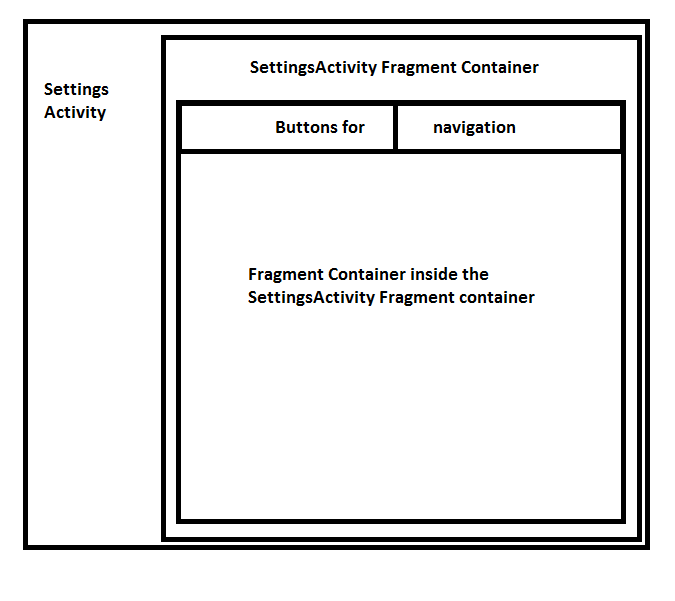 SettingsActivity Fragment Container
Settings
Activity
Buttons for navigation
Fragment Container inside the
SettingsActivity Fragment container